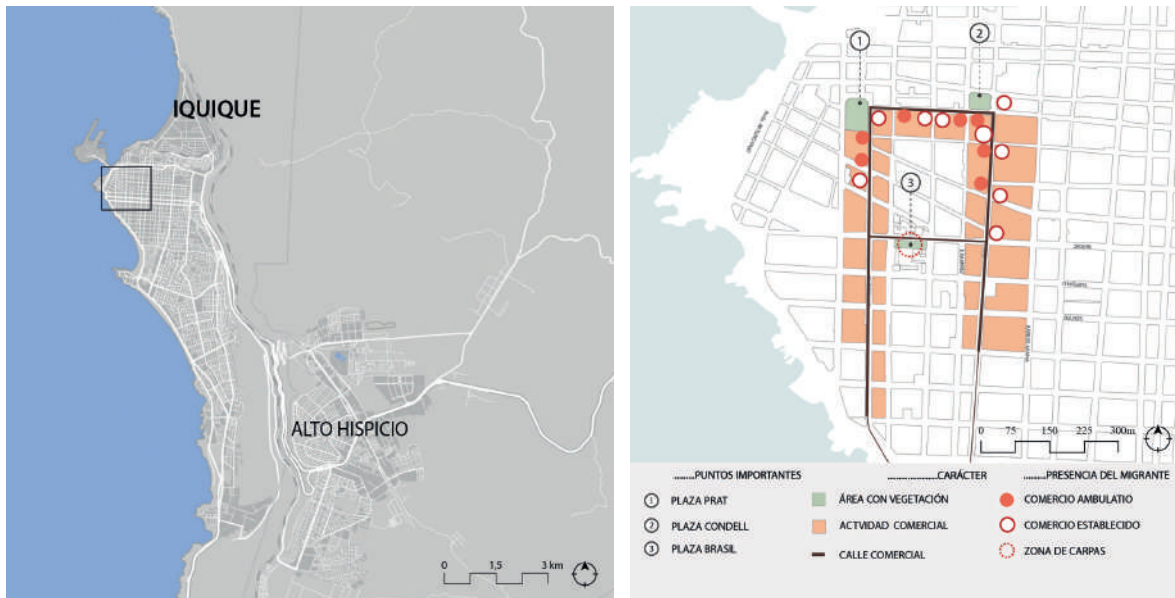 IQUIQUE
ALTO HISPICIO
0 1,5 3 km
1
2
3
0 75 150 225 300m
........PUNTOS IMPORTANTES
1 PLAZA PRAT
2 PLAZA CONDELL
3 PLAZA BRASIL
..................CARÁCTER
ÁREA CON VEGETACIÓN
ACTVIDAD COMERCIAL
CALLE COMERCIAL
........PRESENCIA DEL MIGRANTE
COMERCIO AMBULATIO
COMERCIO ESTABLECIDO
ZONA DE CARPAS